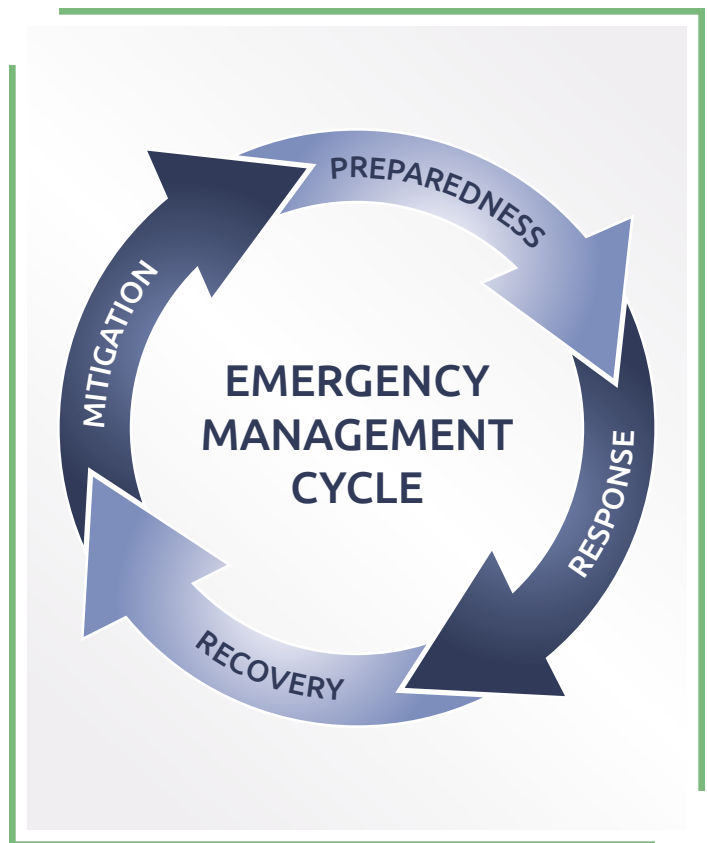 PREPAREDNESS
MITIGATION
EMERGENCY
MANAGEMENT
CYCLE
RESPONSE
RECOVERY